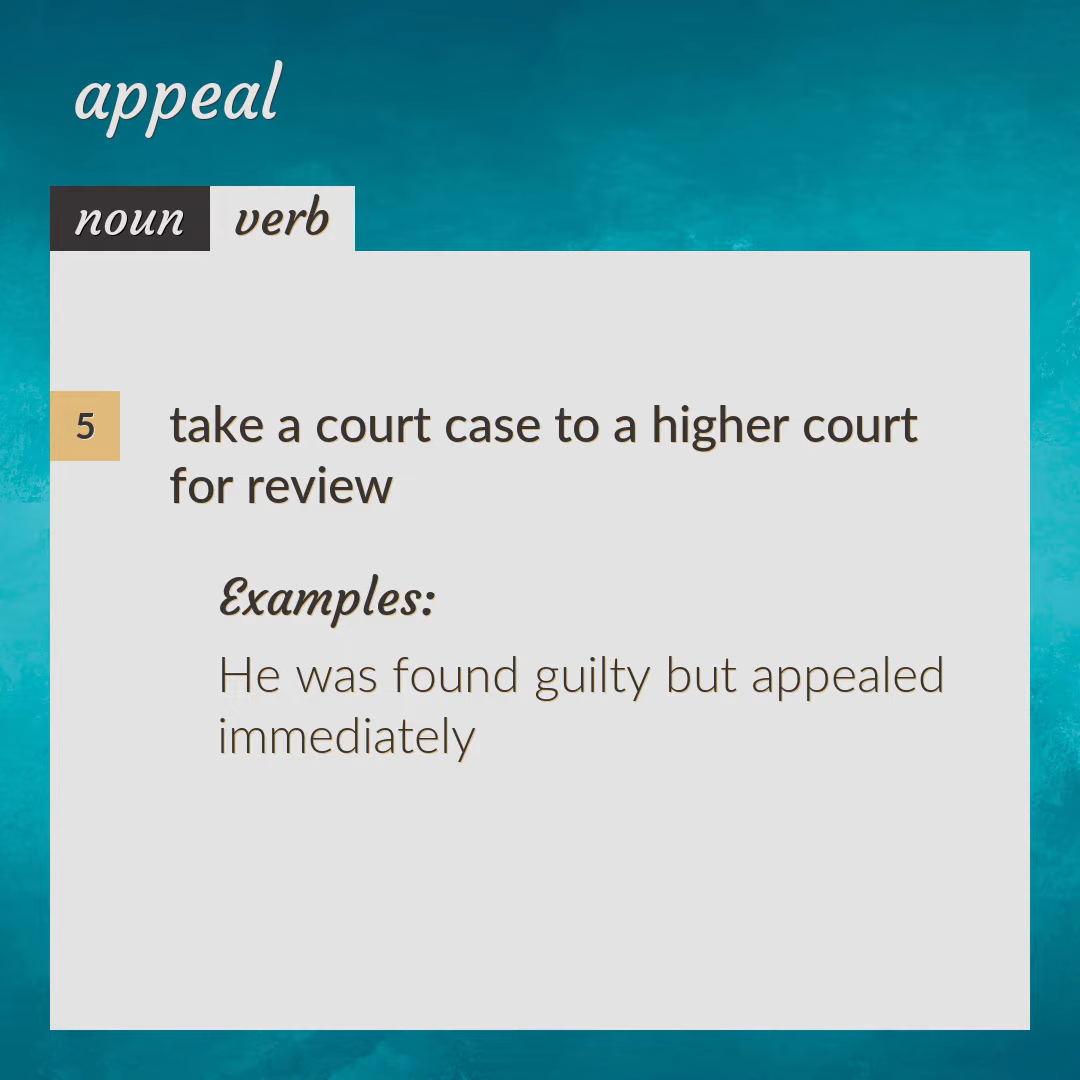 appeal
noun verb
5 take a court case to a higher court
for review
Examples:
He was found guilty but appealed
immediately